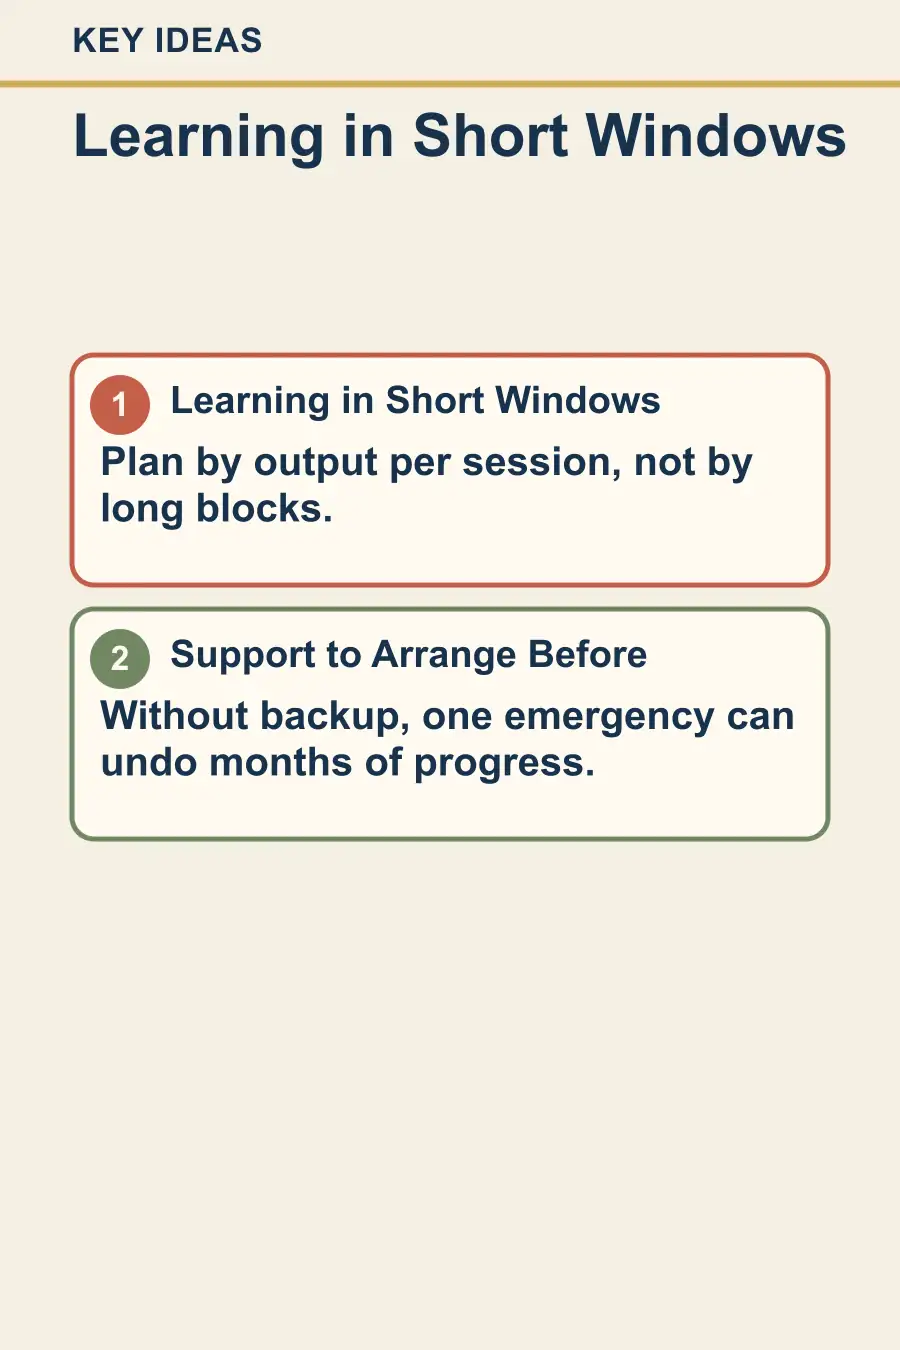 KEY IDEAS
Learning in Short Windows
1 Learning in Short Windows
Plan by output per session, not by
long blocks.
2 Support to Arrange Before
Without backup, one emergency can
undo months of progress.